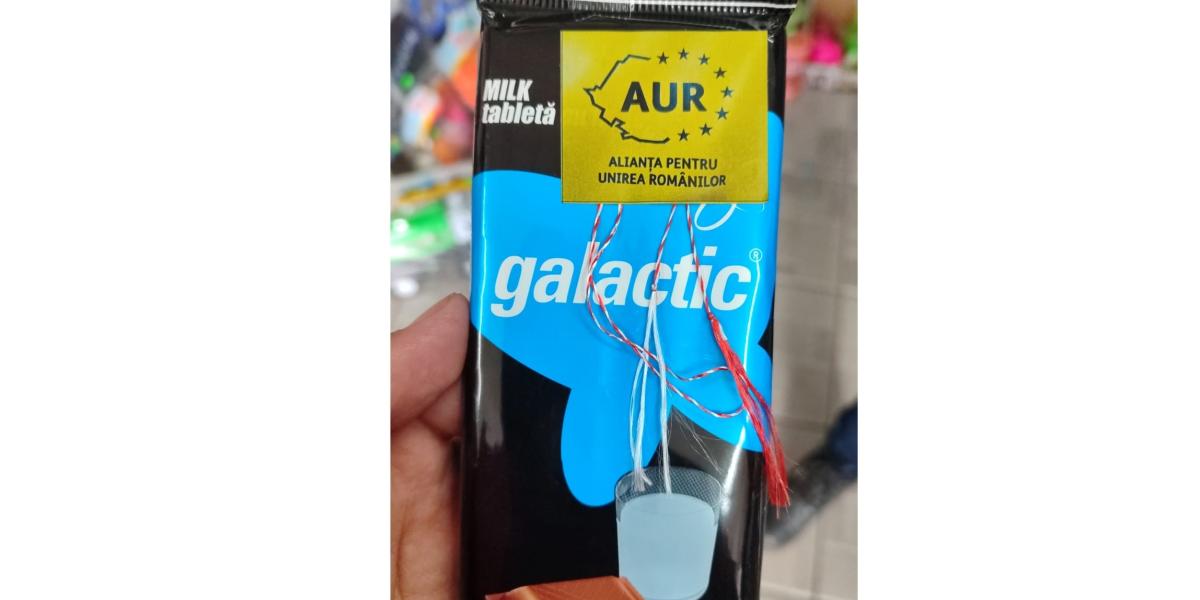 MILK
tabletă
AUR
ALIANȚA PENTRU
UNIREA ROMÂNILOR
galactic®